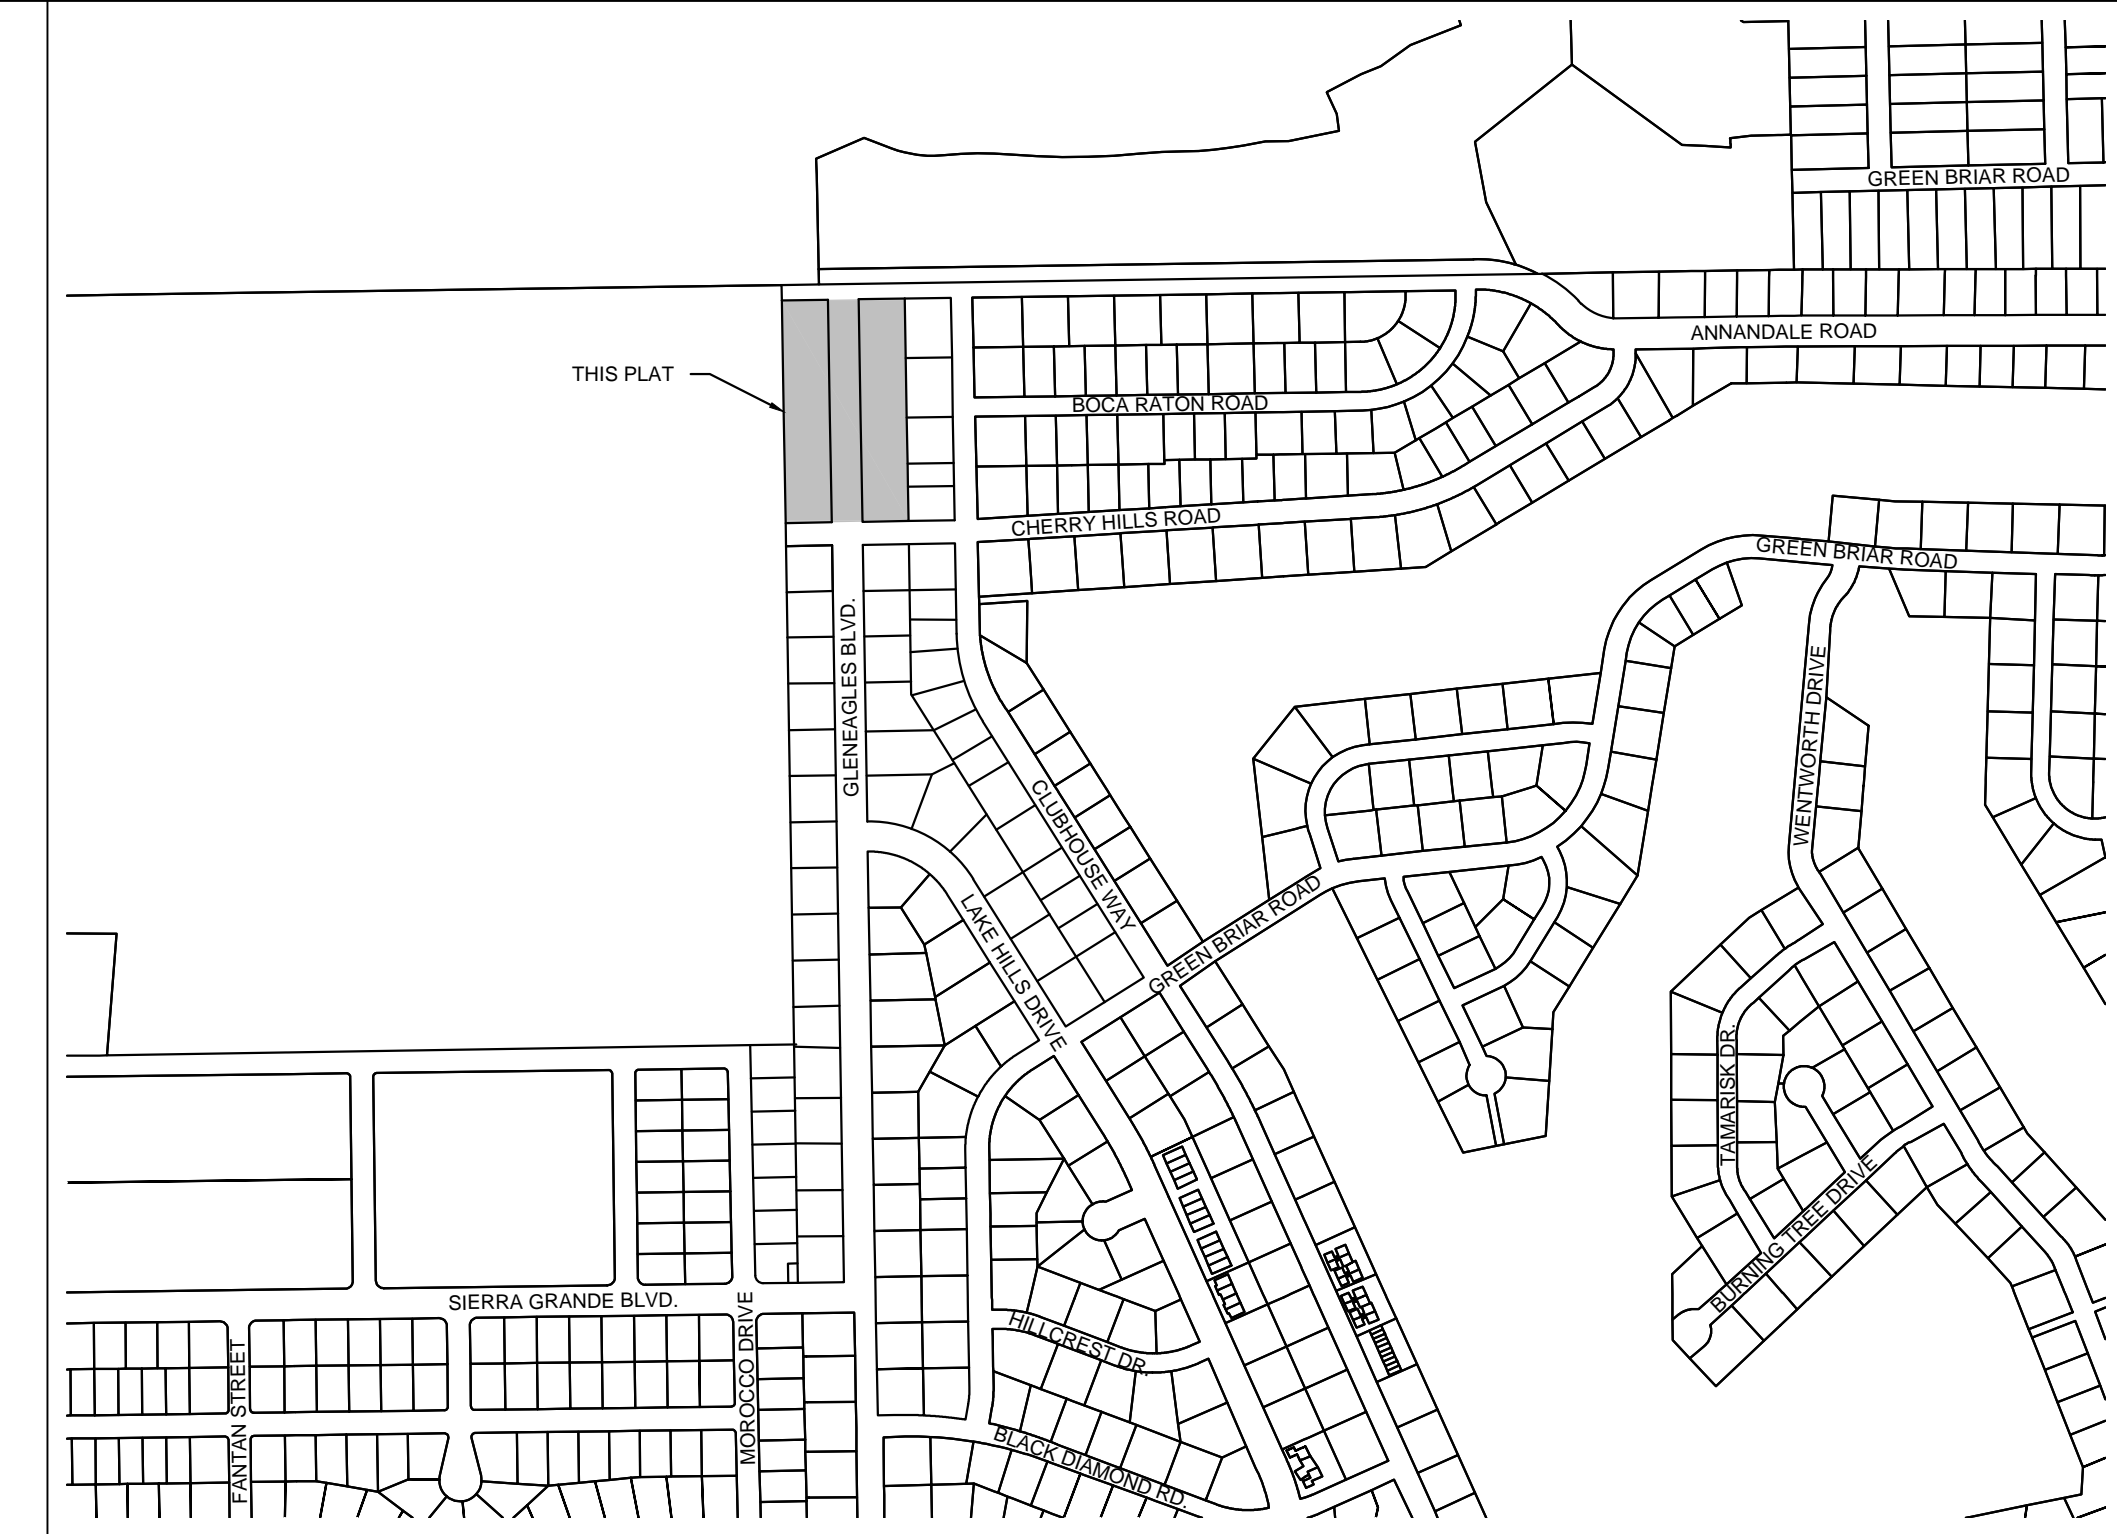 GREEN BRIAR ROAD
ANNANDALE ROAD
THIS PLAT
BOCA RATON ROAD
CHERRY HILLS ROAD
GREEN BRIAR ROAD
GLENEAGLES BLVD.
WENTWORTH DRIVE
CLUBHOUSE WAY
LAKE HILLS DRIVE
GREEN BRIAR ROAD
TAMARISK DR.
BURNING TREE DRIVE
SIERRA GRANDE BLVD.
MOROCCO DRIVE
FANTAN STREET
HILLCREST DR.
BLACK DIAMOND RD.